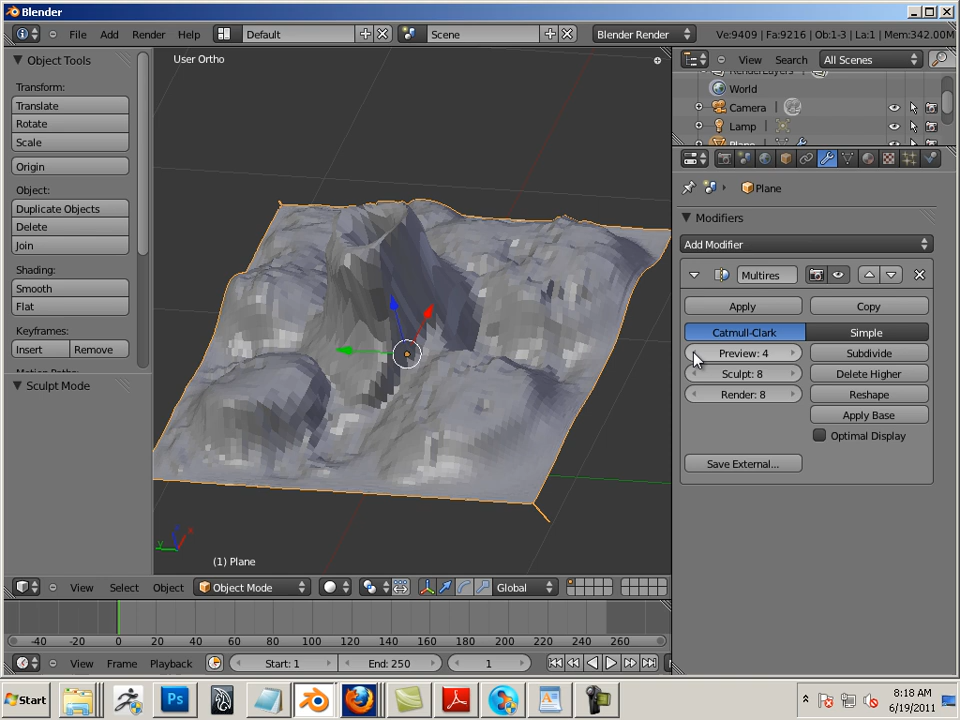 Blender
File Add Render Help Default Scene Blender Render Ve:9409 | Fa:9216 | Ob:1-3 | La:1 | Mem:342.00M
Object Tools
Transform:
Translate
Rotate
Scale
Origin
Object:
Duplicate Objects
Delete
Join
Shading:
Smooth
Flat
Keyframes:
Insert Remove
Sculpt Mode
User Ortho
(1) Plane
y x
View Search All Scenes
RenderLayers
World
Camera
Lamp
Plane
Plane
Modifiers
Add Modifier
Multires
Apply Copy
Catmull-Clark Simple
Preview: 4 Subdivide
Sculpt: 8 Delete Higher
Render: 8 Reshape
Apply Base
Optimal Display
Save External...
View Select Object Object Mode Global
-40 -20 0 20 40 60 80 100 120 140 160 180 200 220 240 260
View Frame Playback Start: 1 End: 250 1
Start Ps 8:18 AM
6/19/2011